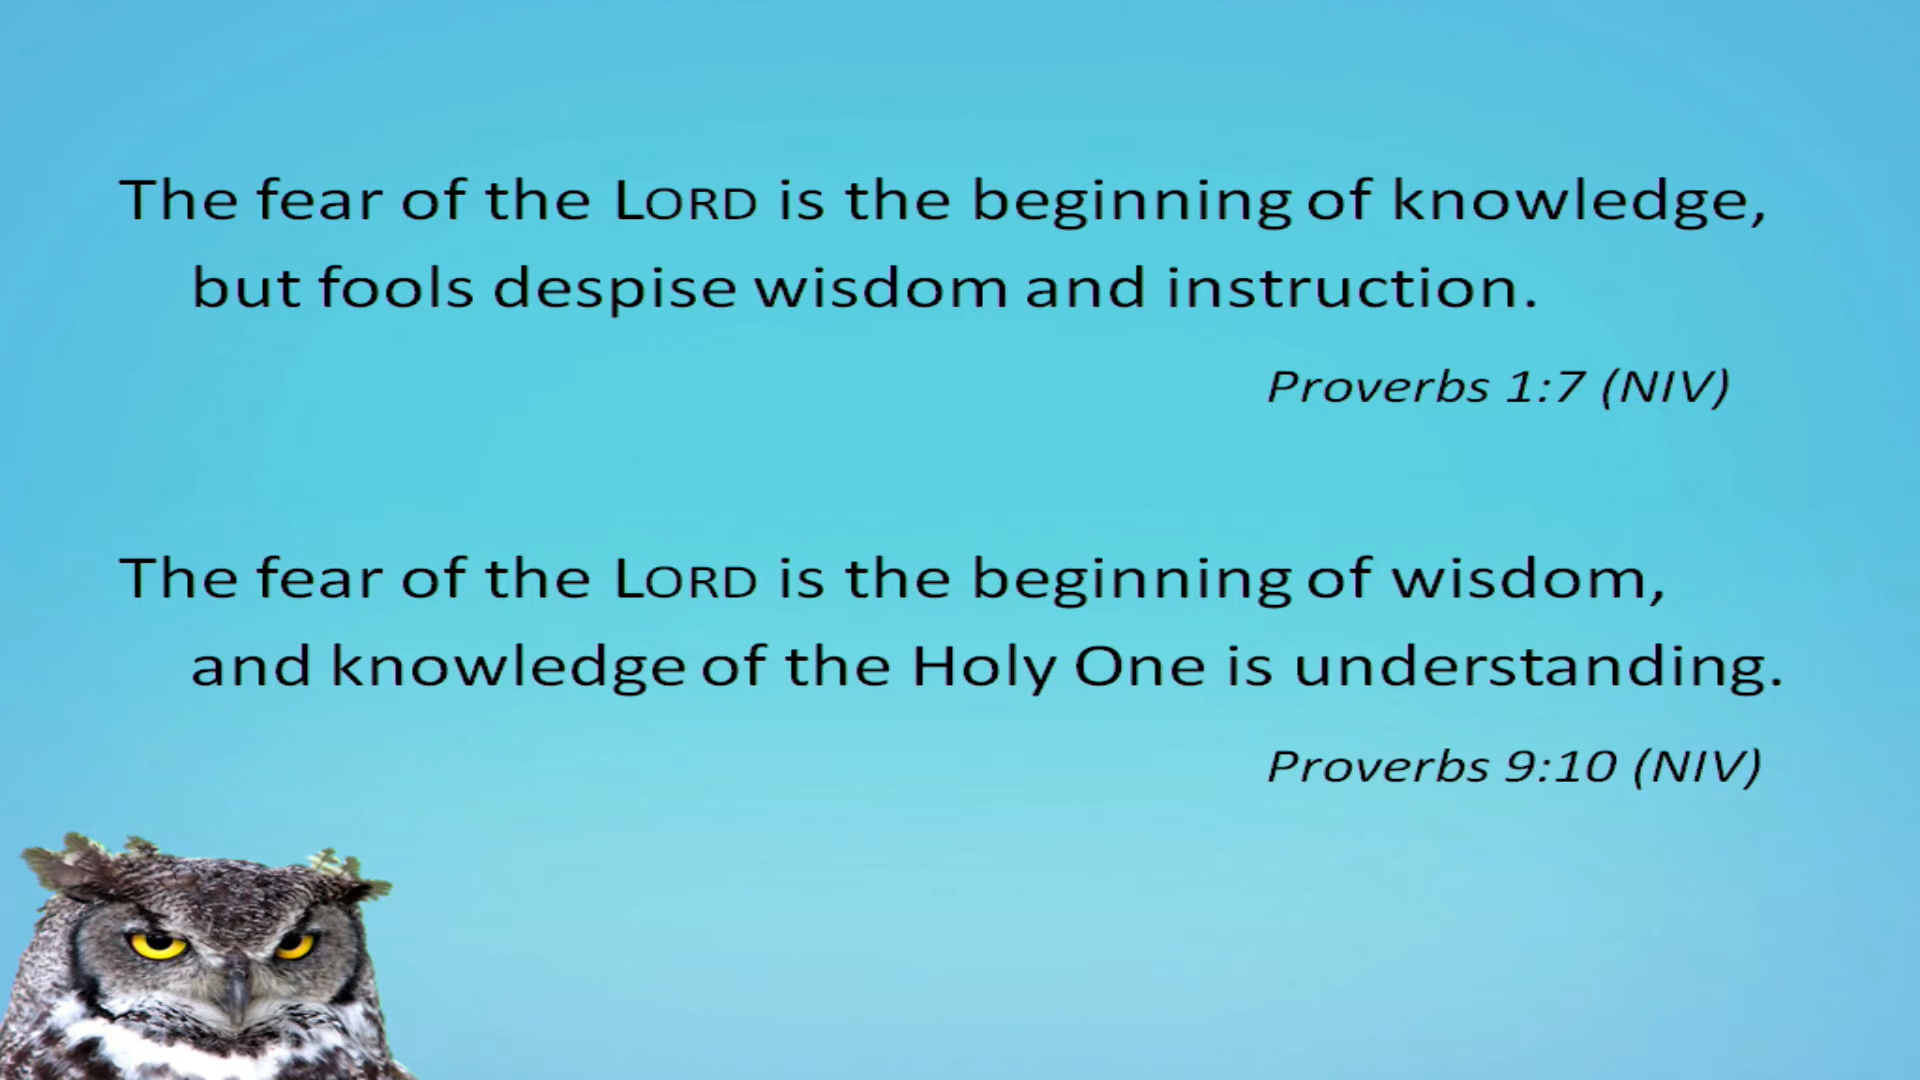 The fear of the LORD is the beginning of knowledge,
but fools despise wisdom and instruction.
Proverbs 1:7 (NIV)
The fear of the LORD is the beginning of wisdom,
and knowledge of the Holy One is understanding.
Proverbs 9:10 (NIV)